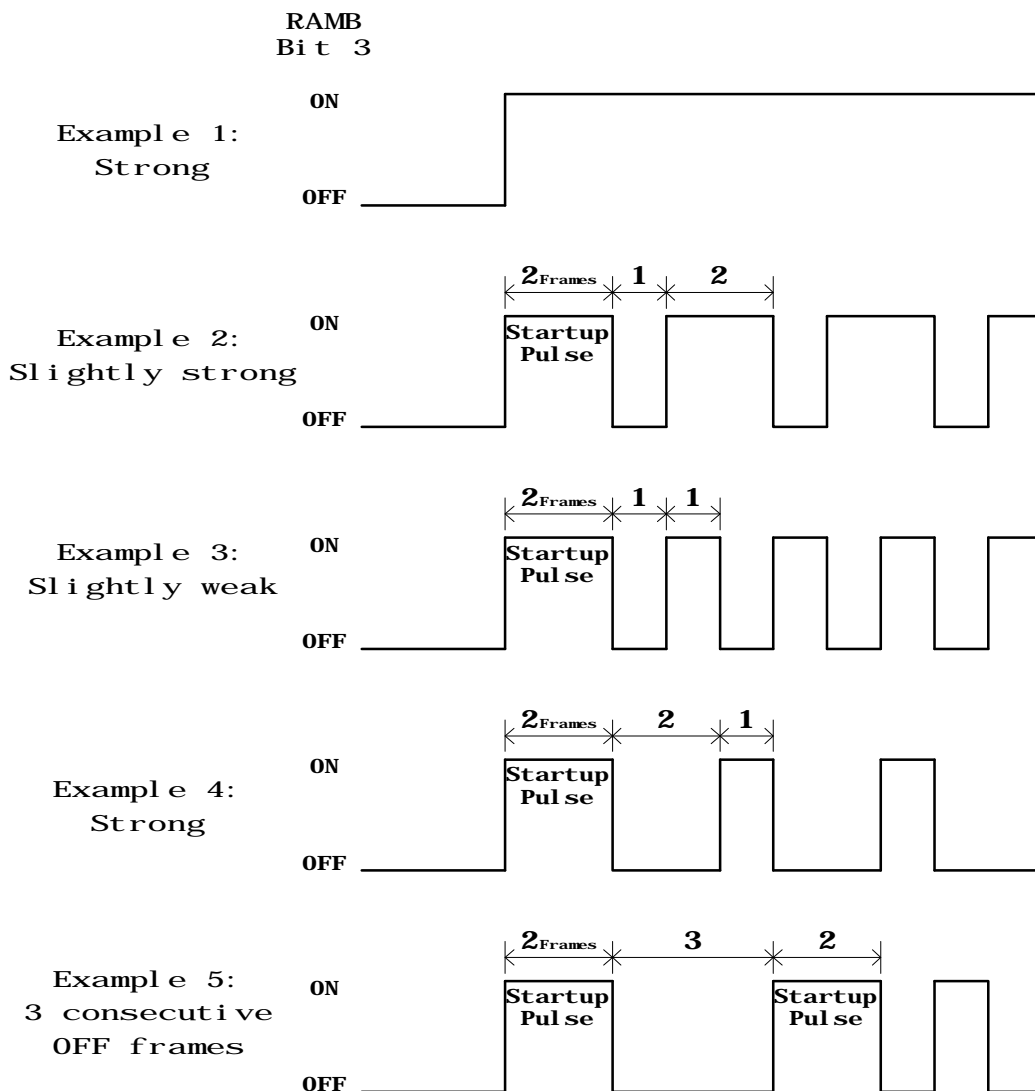 RAMB
Bit 3
ON
Example 1:
Strong
OFF
2Frames 1 2
ON
Startup
Pulse
Example 2:
Slightly strong
OFF
2Frames 1 1
ON
Startup
Pulse
Example 3:
Slightly weak
OFF
2Frames 2 1
ON
Startup
Pulse
Example 4:
Strong
OFF
2Frames 3 2
ON
Startup Startup
Pulse Pulse
Example 5:
3 consecutive
OFF frames
OFF